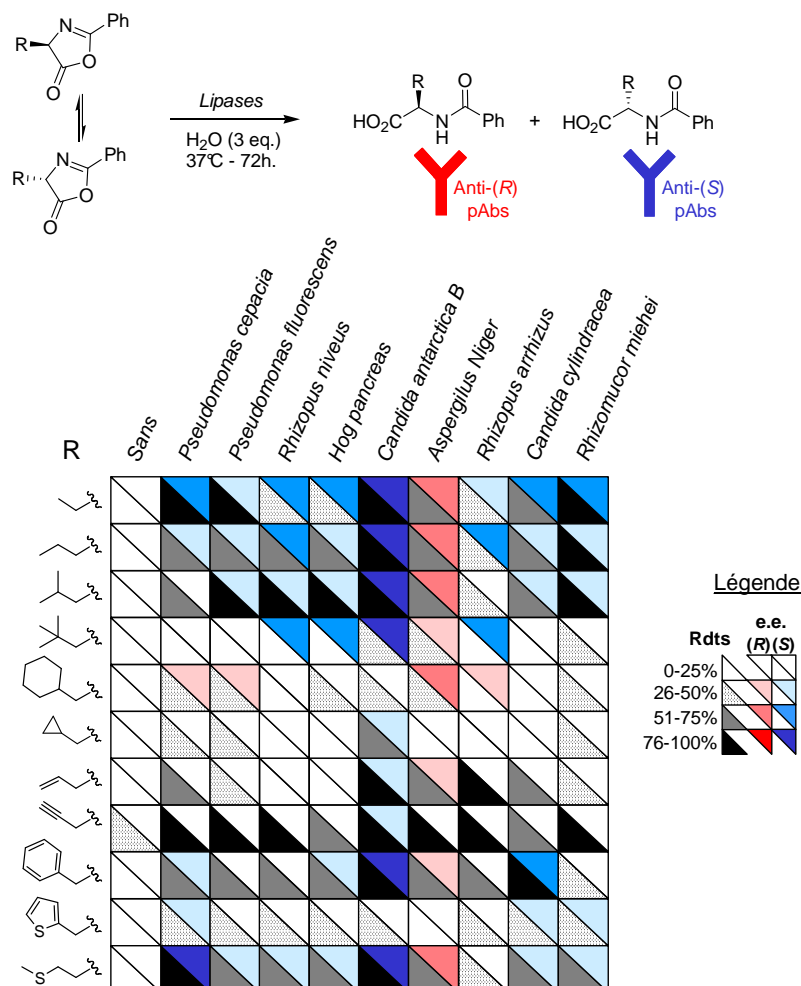 N Ph
R
O
O
N Ph
R
O
O
Lipases
H2O (3 eq.)
37°C - 72h.
R O
HO2C N Ph
H
+
R O
HO2C N Ph
H
Anti-(R)
pAbs
Anti-(S)
pAbs
R
Sans
Pseudomonas cepacia
Pseudomonas fluorescens
Rhizopus niveus
Hog pancreas
Candida antarctica B
Aspergilus Niger
Rhizopus arrhizus
Candida cylindracea
Rhizomucor miehei
S
S
Légende
Rdts e.e.
(R) (S)
0-25%
26-50%
51-75%
76-100%